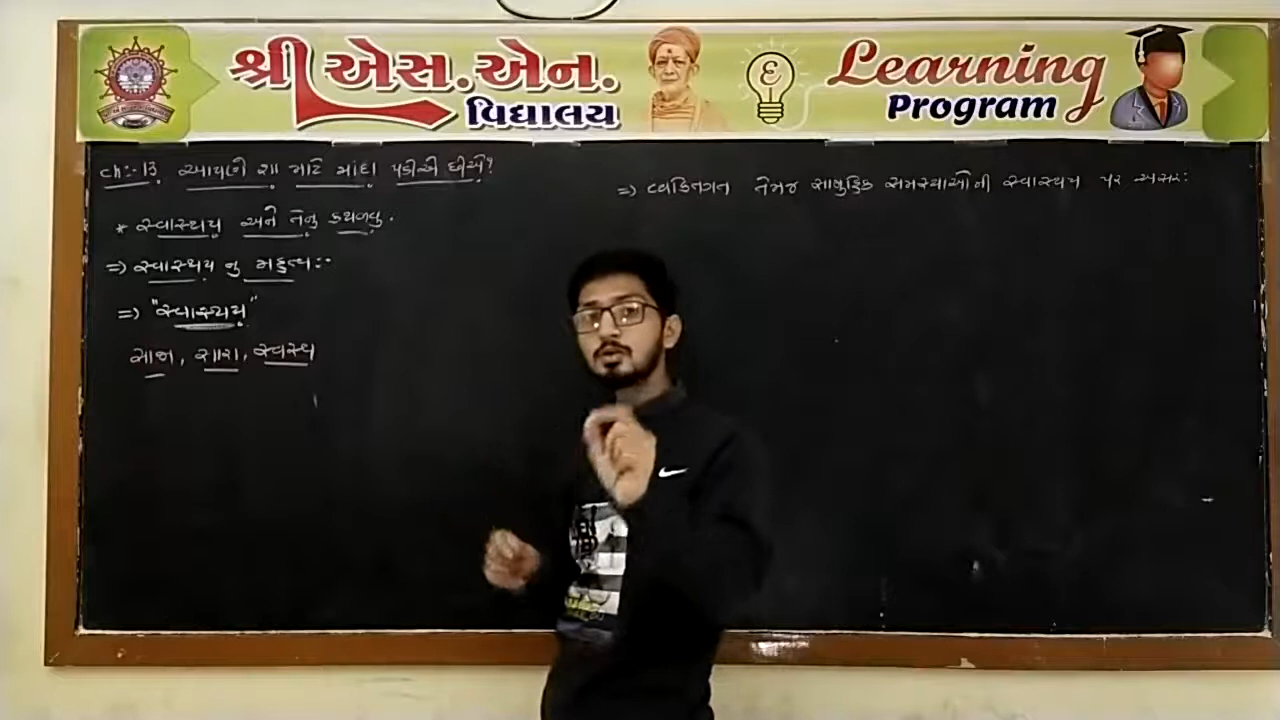 શ્રી એસ.એન.
વિદ્યાલય
Learning
Program
Ch:- 13 આપણે શા માટે માંદા પડીએ છીએ?
* સ્વાસ્થ્ય અને તેનુ કથળવુ.
=> સ્વાસ્થ્ય નુ મહત્વ:-
=> "સ્વાસ્થ્ય"
સાજા, સારા, સ્વસ્થ
=> વ્યક્તિગત તેમજ સામુહિક સમસ્યાઓની સ્વાસ્થ્ય પર અસર: